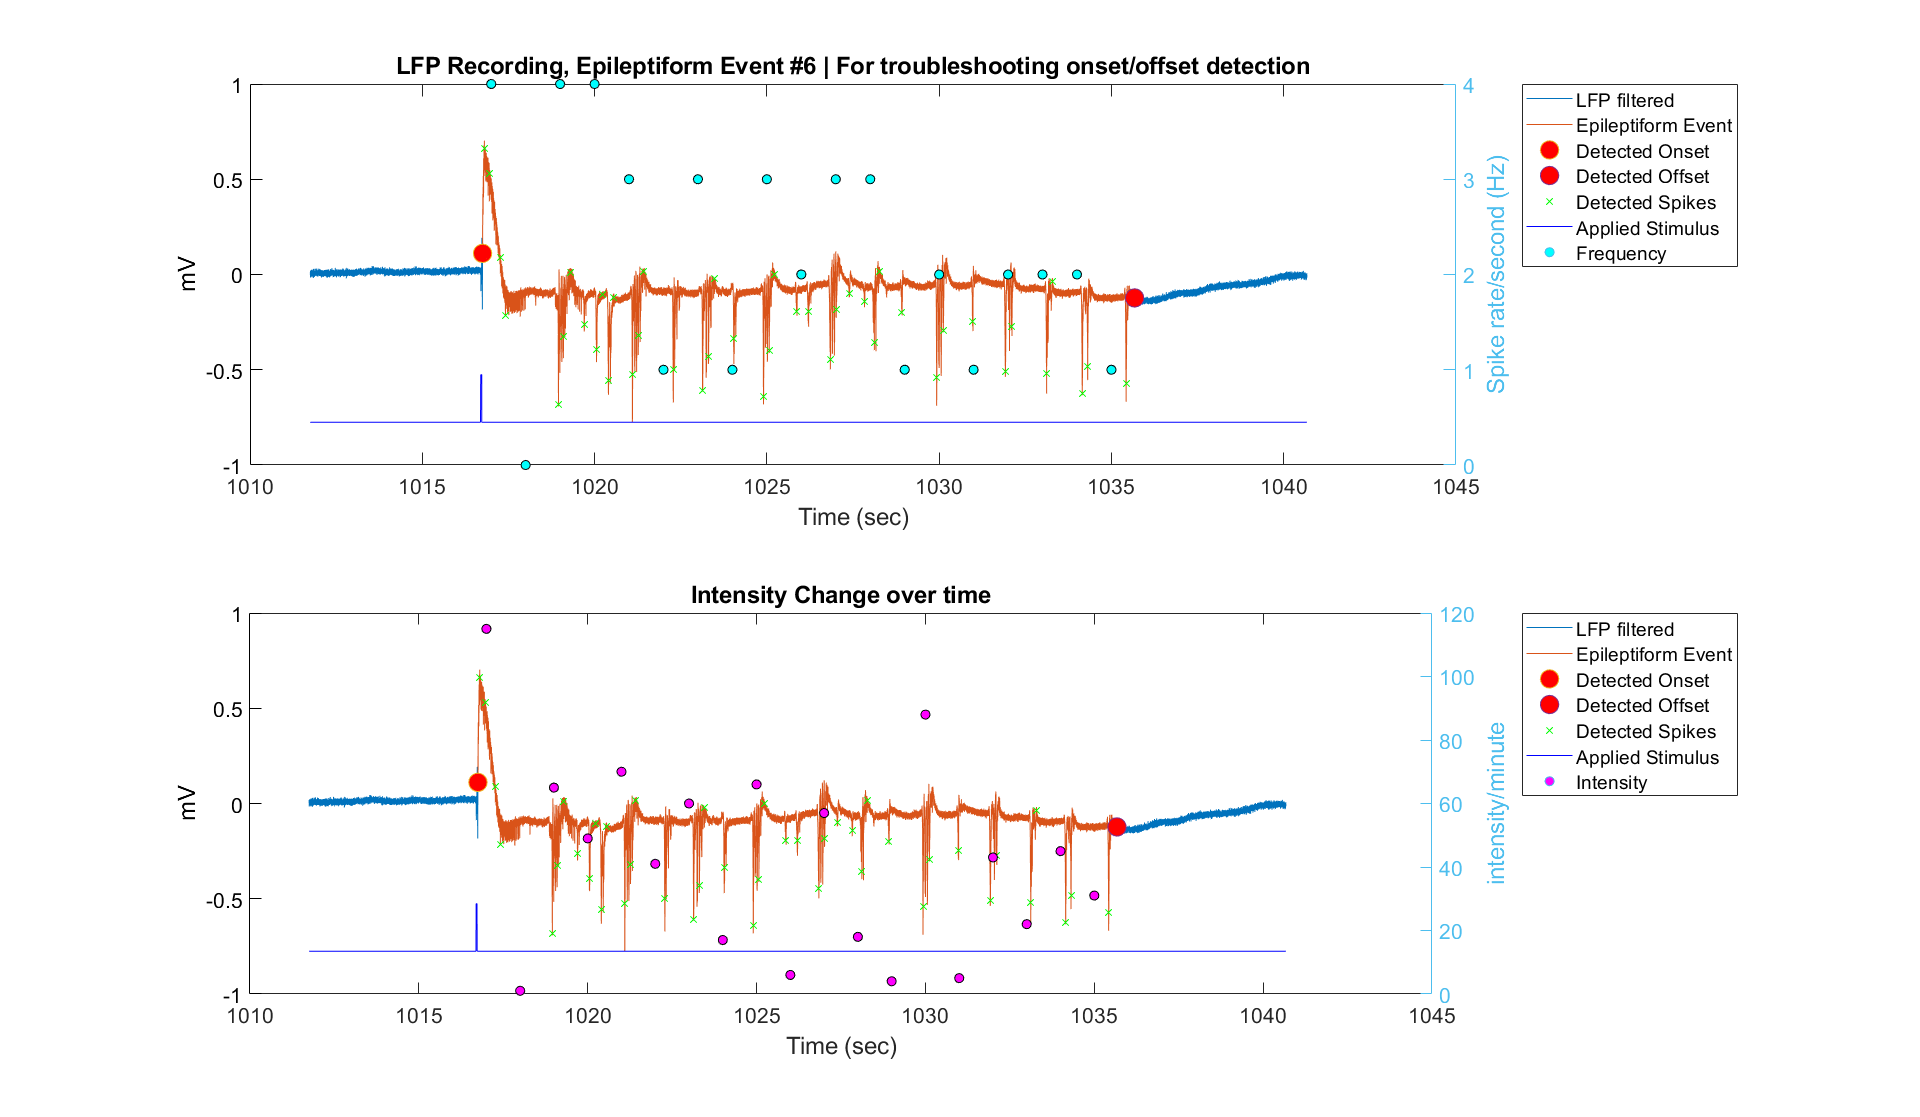 LFP Recording, Epileptiform Event #6 | For troubleshooting onset/offset detection
1
0.5
0
-0.5
-1
mV
1010
1015
1020
1025
1030
1035
1040
1045
Time (sec)
4
3
2
1
0
Spike rate/second (Hz)
LFP filtered
Epileptiform Event
Detected Onset
Detected Offset
Detected Spikes
Applied Stimulus
Frequency
Intensity Change over time
1
0.5
0
-0.5
-1
mV
1010
1015
1020
1025
1030
1035
1040
1045
Time (sec)
120
100
80
60
40
20
0
intensity/minute
LFP filtered
Epileptiform Event
Detected Onset
Detected Offset
Detected Spikes
Applied Stimulus
Intensity